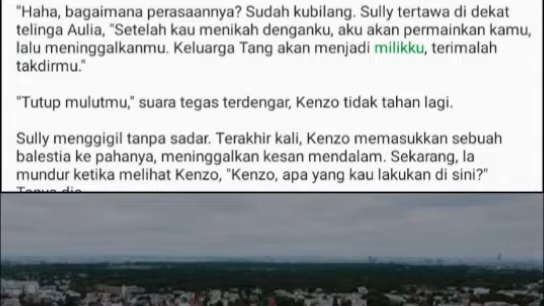 "Haha, bagaimana perasaannya? Sudah kubilang. Sully tertawa di dekat
telinga Aulia, "Setelah kau menikah denganku, aku akan permainkan kamu,
lalu meninggalkanmu. Keluarga Tang akan menjadi milikku, terimalah
takdirmu."
"Tutup mulutmu," suara tegas terdengar, Kenzo tidak tahan lagi.
Sully menggigil tanpa sadar. Terakhir kali, Kenzo memasukkan sebuah
balestia ke pahanya, meninggalkan kesan mendalam. Sekarang, Ia
mundur ketika melihat Kenzo, "Kenzo, apa yang kau lakukan di sini?"